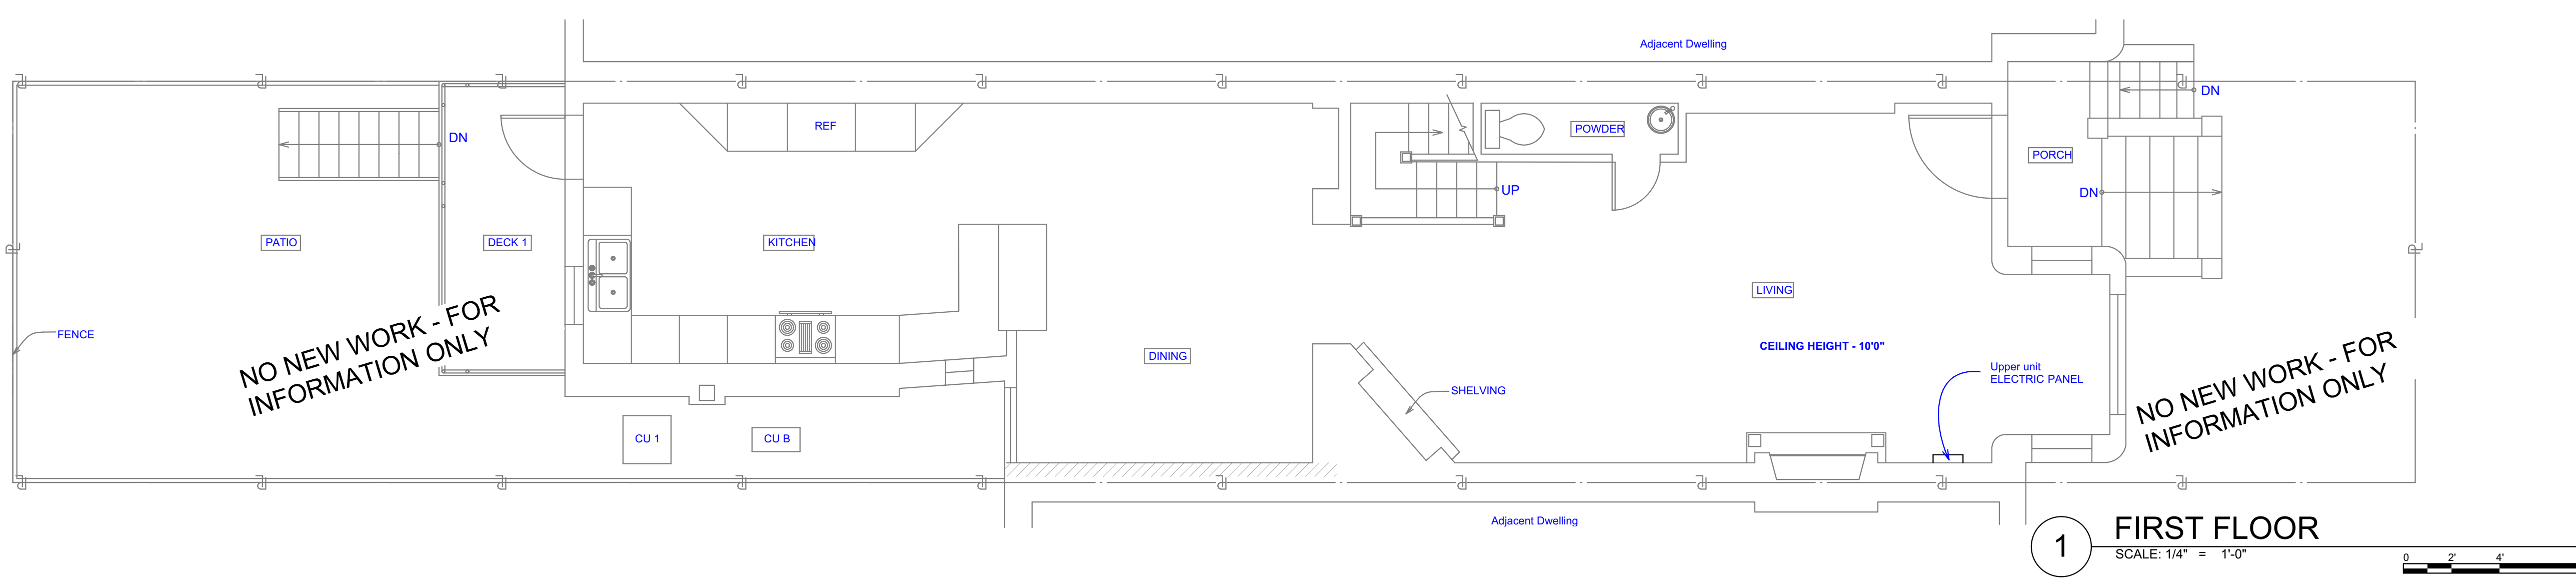 Adjacent Dwelling
DN
REF
DN
POWDER
PORCH
UP
DN
PATIO
DECK 1
KITCHEN
LIVING
FENCE
NO NEW WORK - FOR
INFORMATION ONLY
DINING
CEILING HEIGHT - 10'0"
Upper unit
ELECTRIC PANEL
SHELVING
NO NEW WORK - FOR
INFORMATION ONLY
CU 1
CU B
Adjacent Dwelling
1
FIRST FLOOR
SCALE: 1/4" = 1'-0"
0 2' 4'